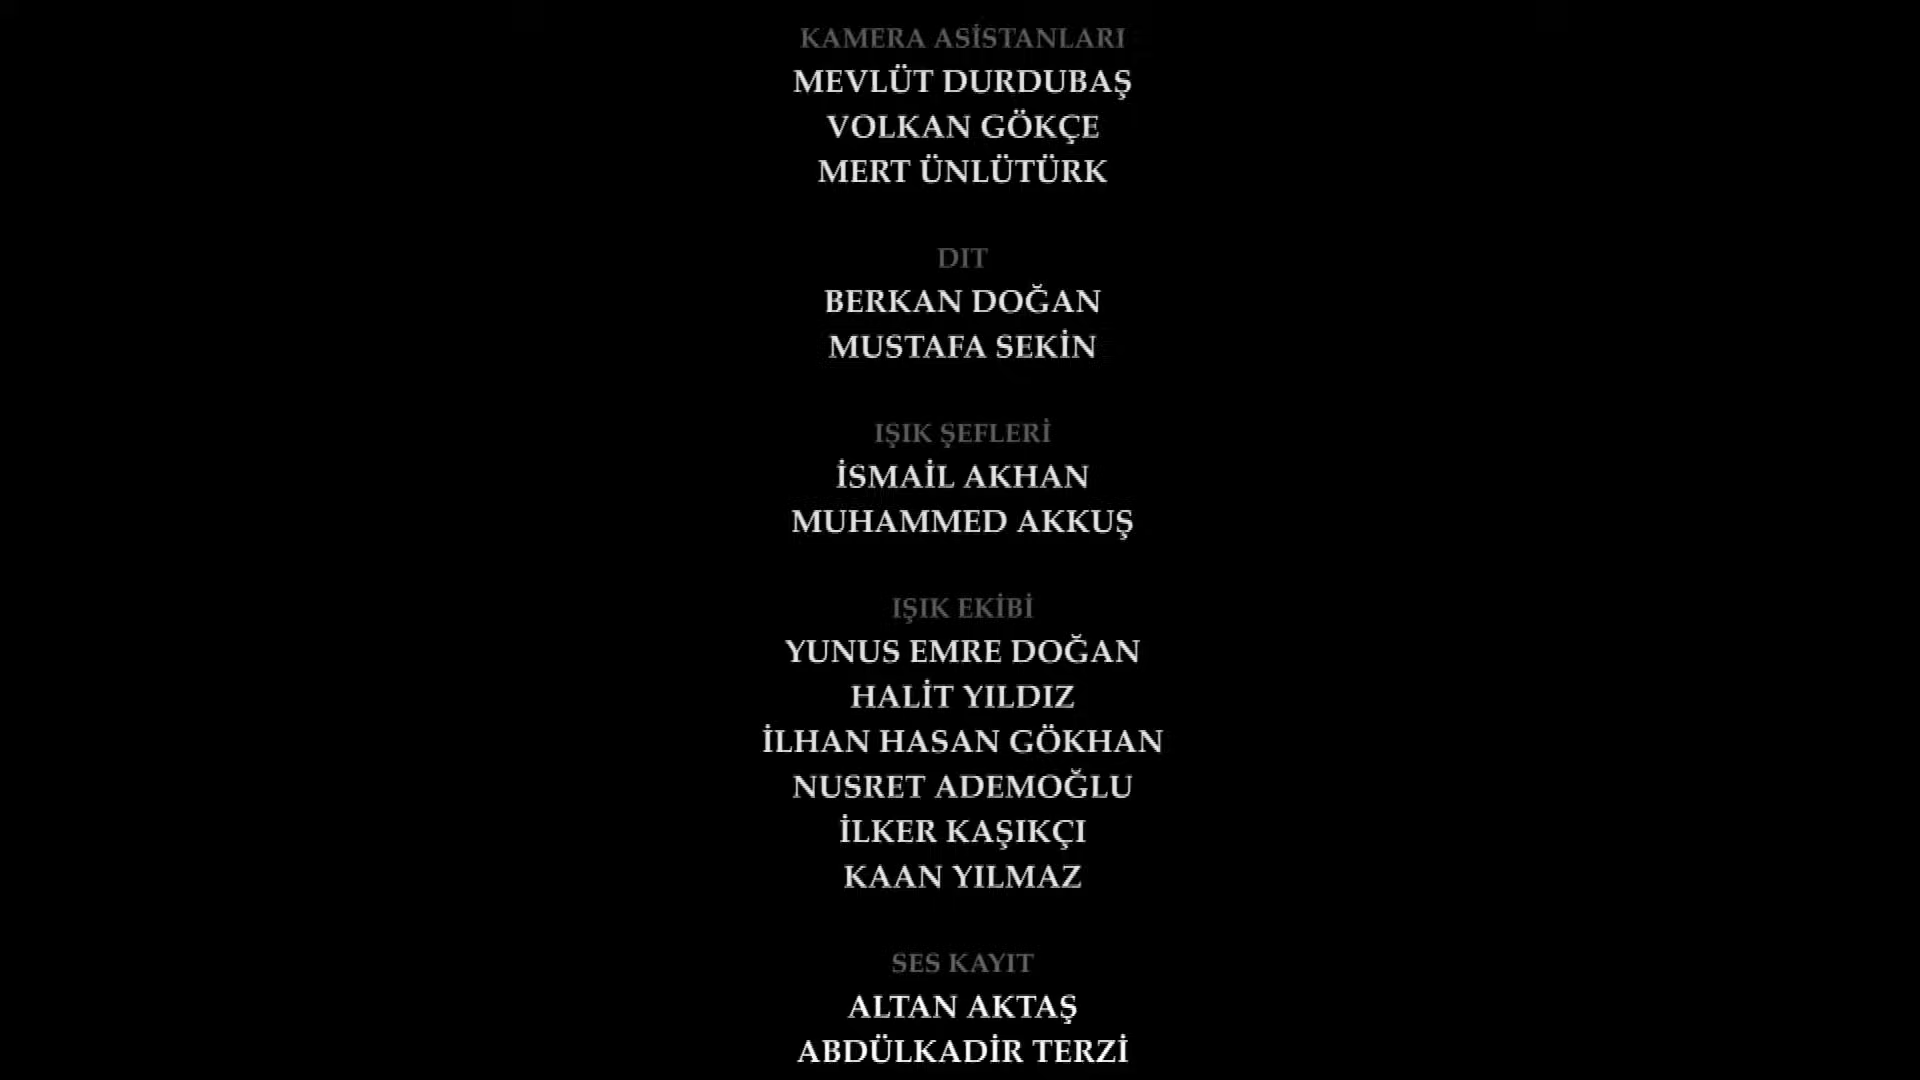 KAMERA ASİSTANLARI
MEVLÜT DURDUBAŞ
VOLKAN GÖKÇE
MERT ÜNLÜTÜRK
DIT
BERKAN DOĞAN
MUSTAFA SEKİN
IŞIK ŞEFLERİ
İSMAİL AKHAN
MUHAMMED AKKUŞ
IŞIK EKİBİ
YUNUS EMRE DOĞAN
HALİT YILDIZ
İLHAN HASAN GÖKHAN
NUSRET ADEMOĞLU
İLKER KAŞIKÇI
KAAN YILMAZ
SES KAYIT
ALTAN AKTAŞ
ABDÜLKADİR TERZİ